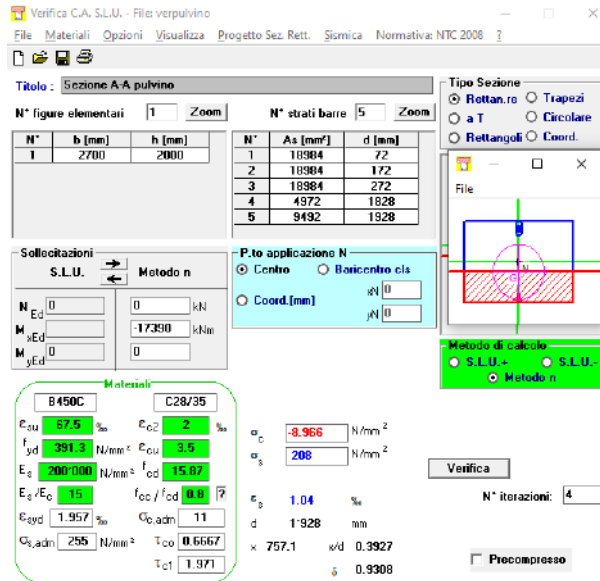 Verifica C.A. S.L.U. - File: verpulvino
File Materiali Opzioni Visualizza Progetto Sez. Rett. Sismica Normativa: NTC 2008 ?
Titolo : Sezione A-A pulvino
N° figure elementari 1 Zoom N° strati barre 5 Zoom
N° b [mm] h [mm]
1 2700 2000
N° As [mm²] d [mm]
1 18984 72
2 18984 172
3 18984 272
4 4972 1828
5 9492 1928
Tipo Sezione
Rettan.re Trapezi
a T Circolare
Rettangoli Coord.
File
N
G
Sollecitazioni
S.L.U. Metodo n
N Ed 0 0 kN
M xEd 0 -17390 kNm
M yEd 0 0
P.to applicazione N
Centro Baricentro cls
Coord.[mm] xN 0
yN 0
Metodo di calcolo
S.L.U.+ S.L.U.-
Metodo n
Materiali
B450C C28/35
εsu 67.5 ‰ εc2 2 ‰
fyd 391.3 N/mm² εcu 3.5
Es 200'000 N/mm² fcd 15.87
Es/Ec 15 fcc / fcd 0.8 ?
εsyd 1.957 ‰ σc,adm 11
σs,adm 255 N/mm² τco 0.6667
τc1 1.971
σc -8.966 N/mm²
σs 208 N/mm²
εs 1.04 ‰
d 1'928 mm
x 757.1 x/d 0.3927
δ 0.9308
Verifica
N° iterazioni: 4
Precompresso